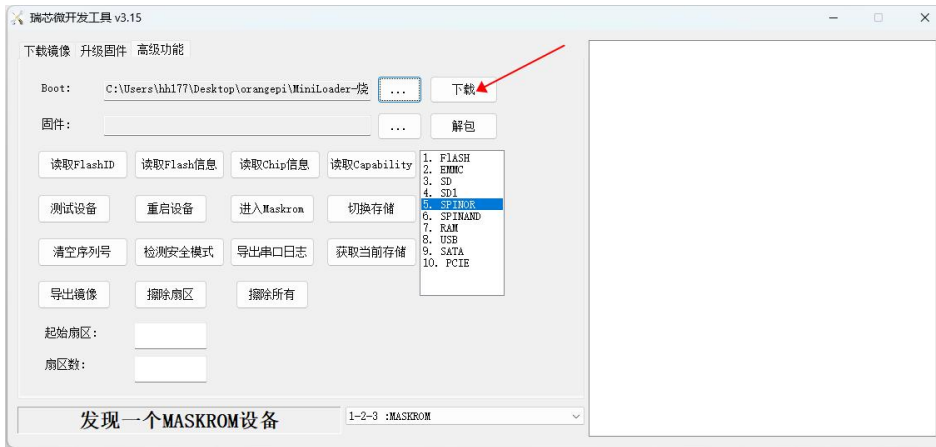 瑞芯微开发工具 v3.15
下载镜像 升级固件 高级功能
Boot: C:\Users\hh177\Desktop\orangepi\MiniLoader-烧 ... 下载
固件: ... 解包
读取FlashID 读取Flash信息 读取Chip信息 读取Capability
测试设备 重启设备 进入Maskrom 切换存储
清空序列号 检测安全模式 导出串口日志 获取当前存储
导出镜像 擦除扇区 擦除所有
1. FlASH
2. EMMC
3. SD
4. SD1
5. SPINOR
6. SPINAND
7. RAM
8. USB
9. SATA
10. PCIE
起始扇区:
扇区数:
发现一个MASKROM设备 1-2-3 :MASKROM